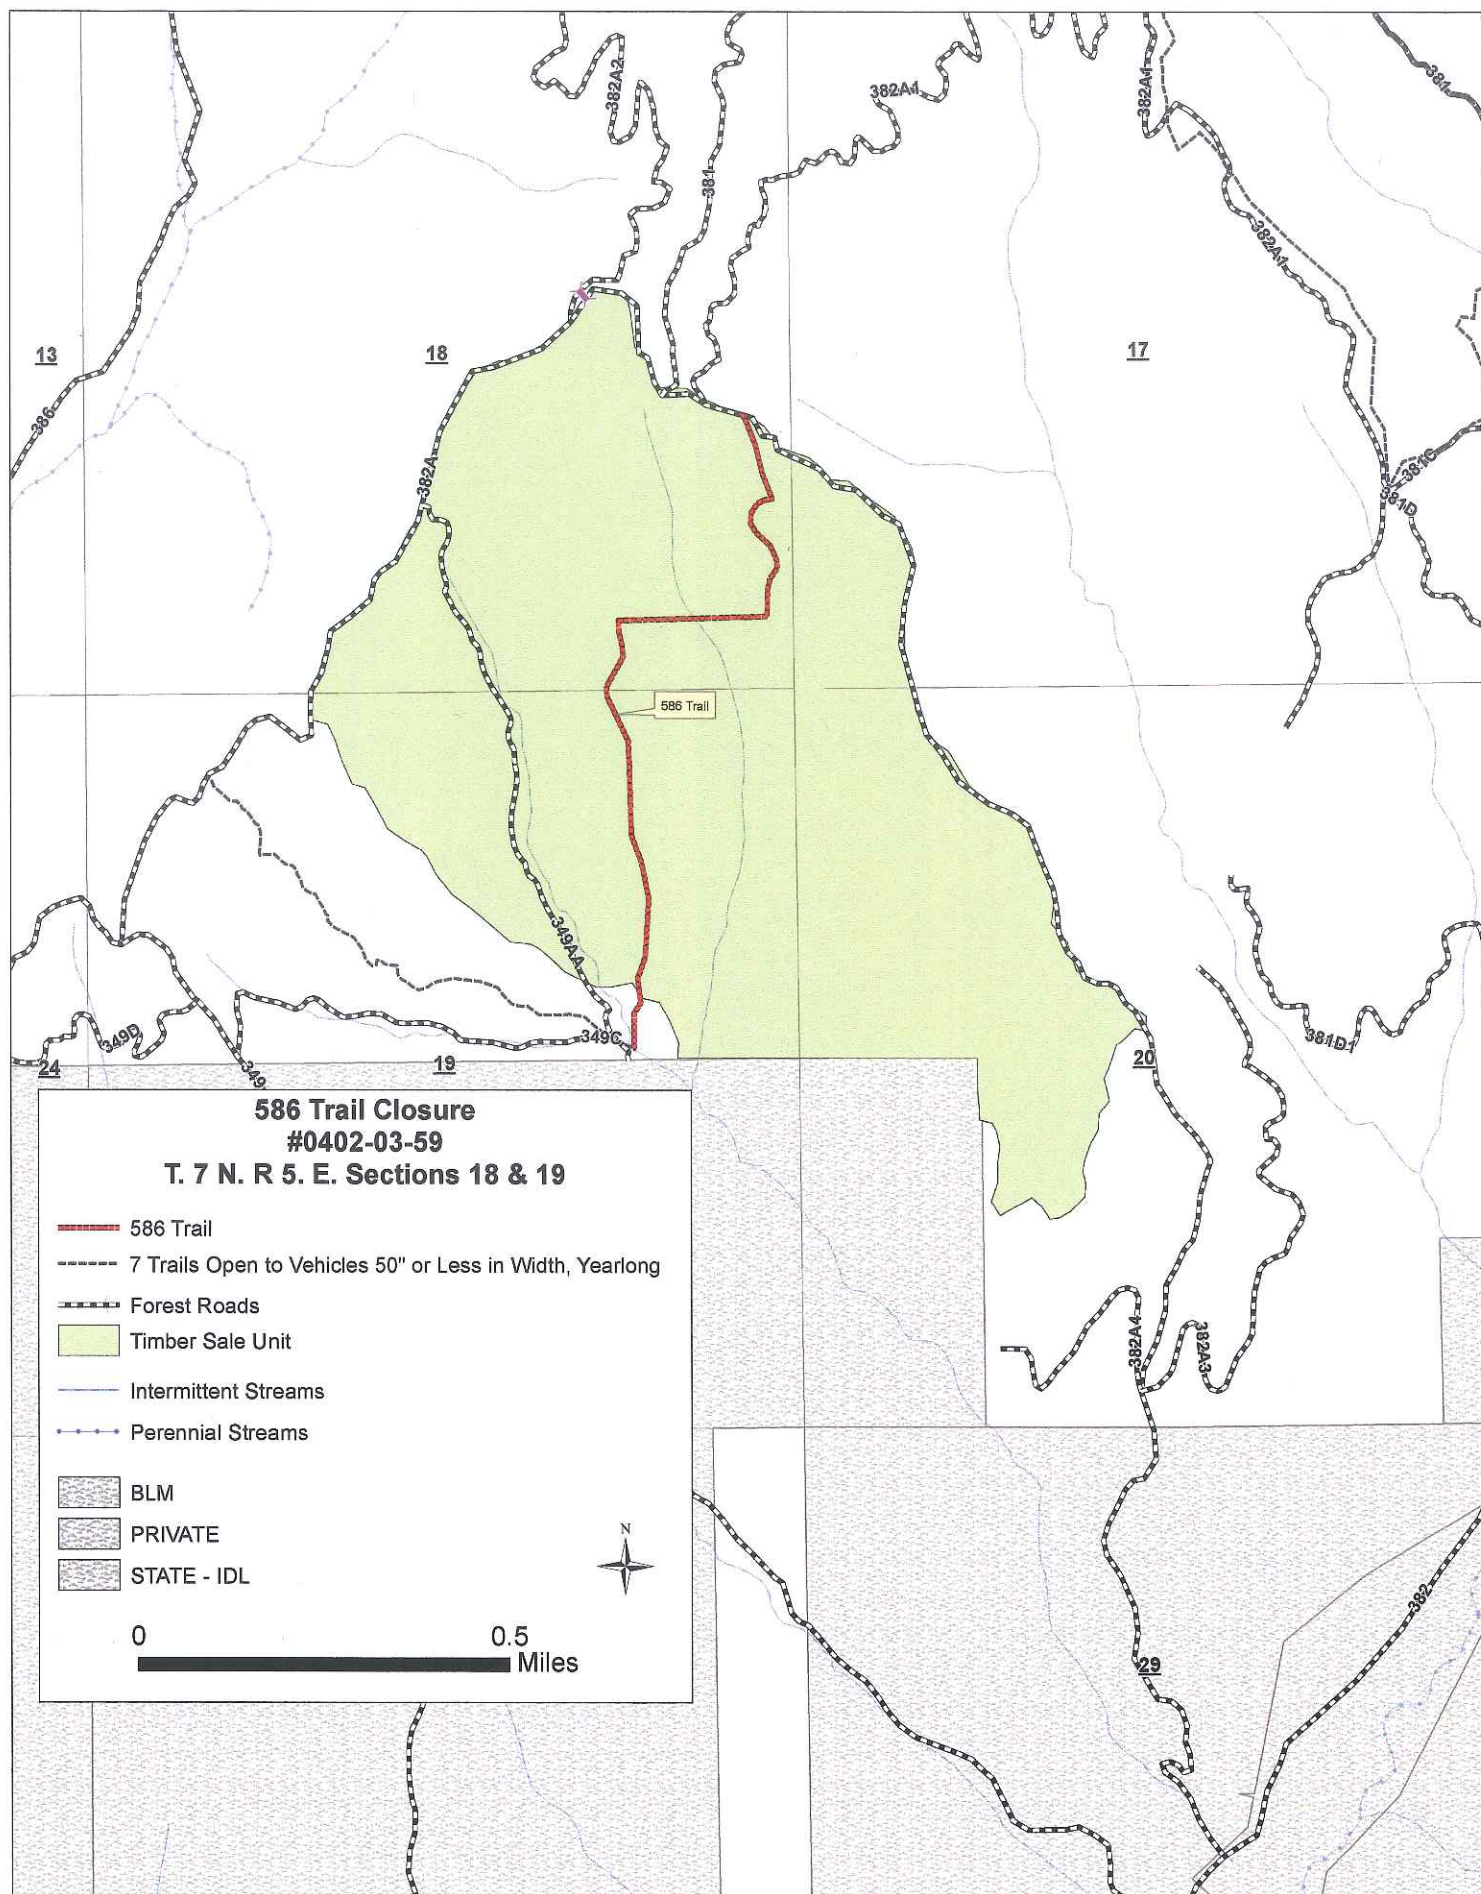 382A2
382A1
382A1
381
381
382A1
13
18
17
386
382A
381C
381D
586 Trail
349AA
349D
349C
381D1
24
349
19
20
586 Trail Closure
#0402-03-59
T. 7 N. R 5. E. Sections 18 & 19
586 Trail
7 Trails Open to Vehicles 50" or Less in Width, Yearlong
Forest Roads
Timber Sale Unit
Intermittent Streams
Perennial Streams
BLM
PRIVATE
STATE - IDL
N
0 0.5
Miles
382A4
382A3
382
29